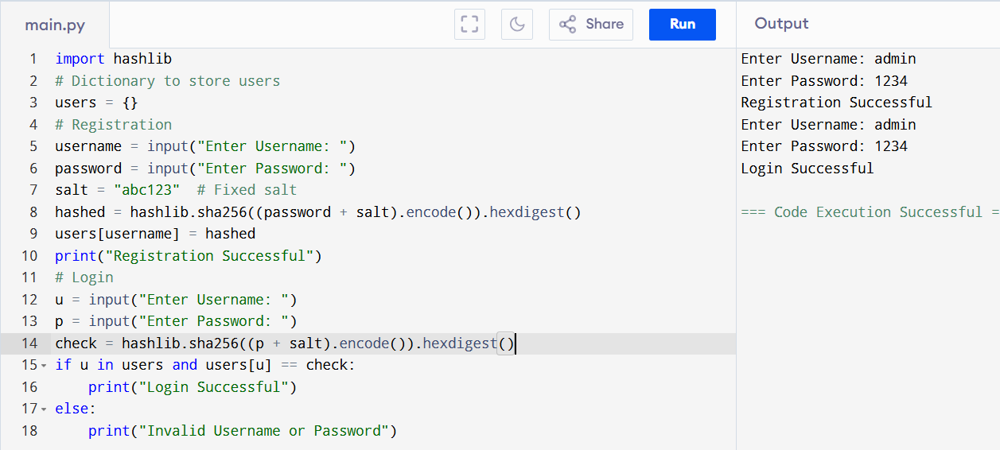 main.py
Share
Run
Output
1 import hashlib
2 # Dictionary to store users
3 users = {}
4 # Registration
5 username = input("Enter Username: ")
6 password = input("Enter Password: ")
7 salt = "abc123"  # Fixed salt
8 hashed = hashlib.sha256((password + salt).encode()).hexdigest()
9 users[username] = hashed
10 print("Registration Successful")
11 # Login
12 u = input("Enter Username: ")
13 p = input("Enter Password: ")
14 check = hashlib.sha256((p + salt).encode()).hexdigest()
15 if u in users and users[u] == check:
16     print("Login Successful")
17 else:
18     print("Invalid Username or Password")
Enter Username: admin
Enter Password: 1234
Registration Successful
Enter Username: admin
Enter Password: 1234
Login Successful
=== Code Execution Successful =